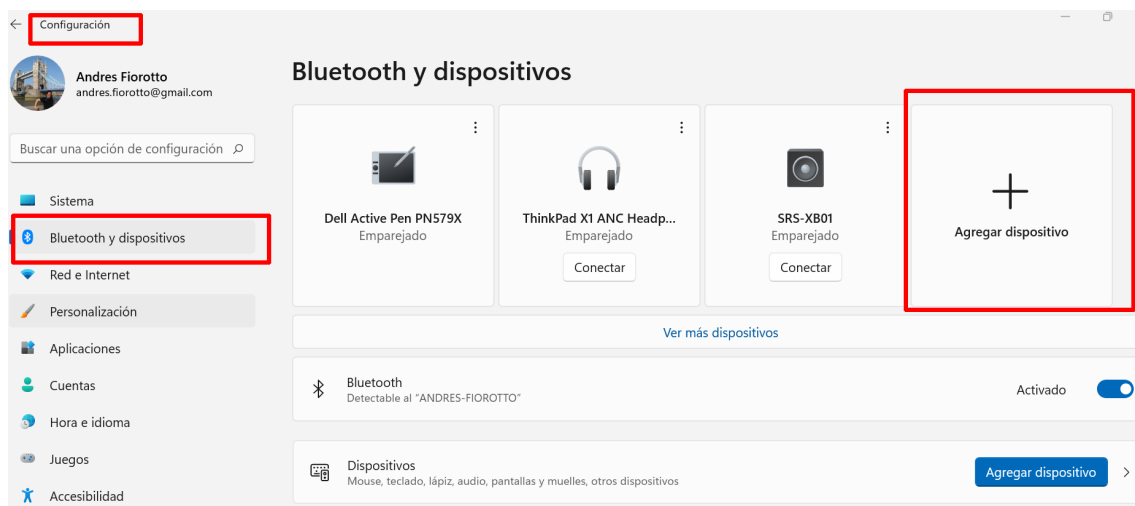 Configuración
Andres Fiorotto
andres.fiorotto@gmail.com
Buscar una opción de configuración
Sistema
Bluetooth y dispositivos
Red e Internet
Personalización
Aplicaciones
Cuentas
Hora e idioma
Juegos
Accesibilidad
Bluetooth y dispositivos
Dell Active Pen PN579X
Emparejado
ThinkPad X1 ANC Headp...
Emparejado
Conectar
SRS-XB01
Emparejado
Conectar
Agregar dispositivo
Ver más dispositivos
Bluetooth
Detectable al "ANDRES-FIOROTTO"
Activado
Dispositivos
Mouse, teclado, lápiz, audio, pantallas y muelles, otros dispositivos
Agregar dispositivo